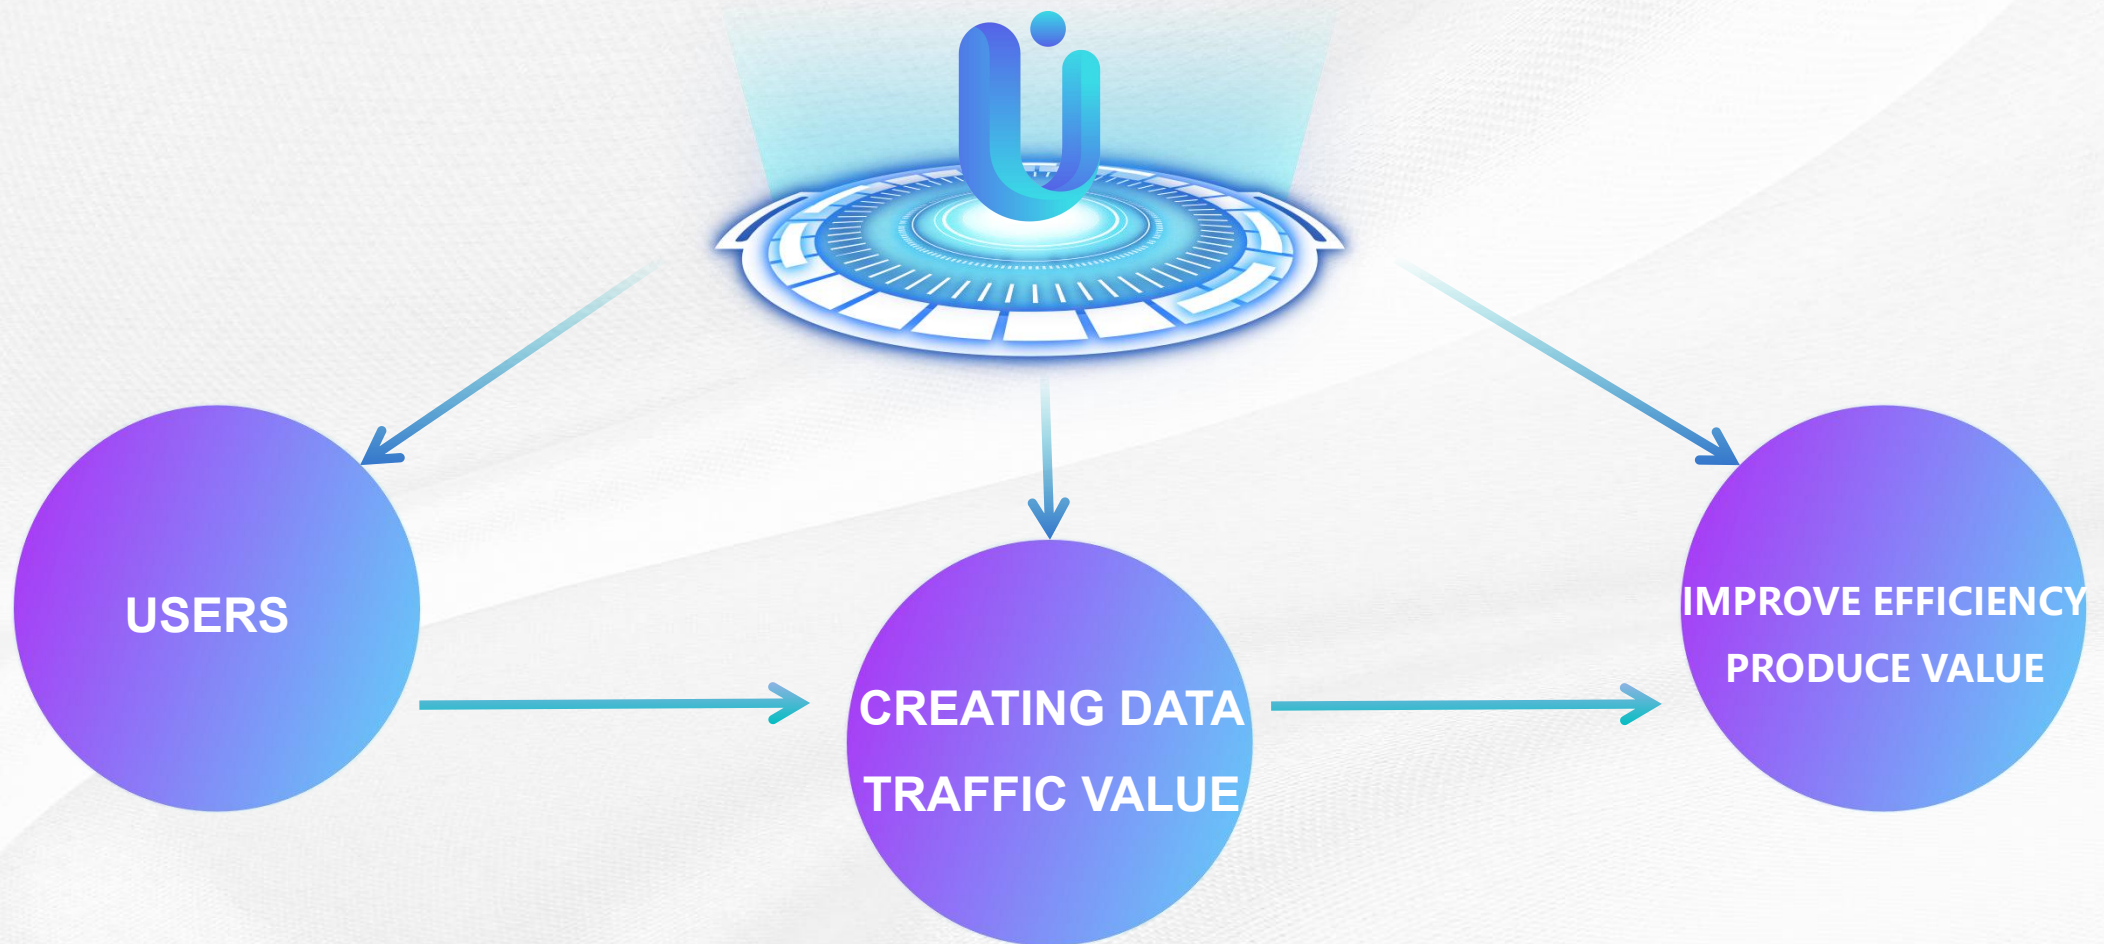 USERS
CREATING DATA
TRAFFIC VALUE
IMPROVE EFFICIENCY
PRODUCE VALUE